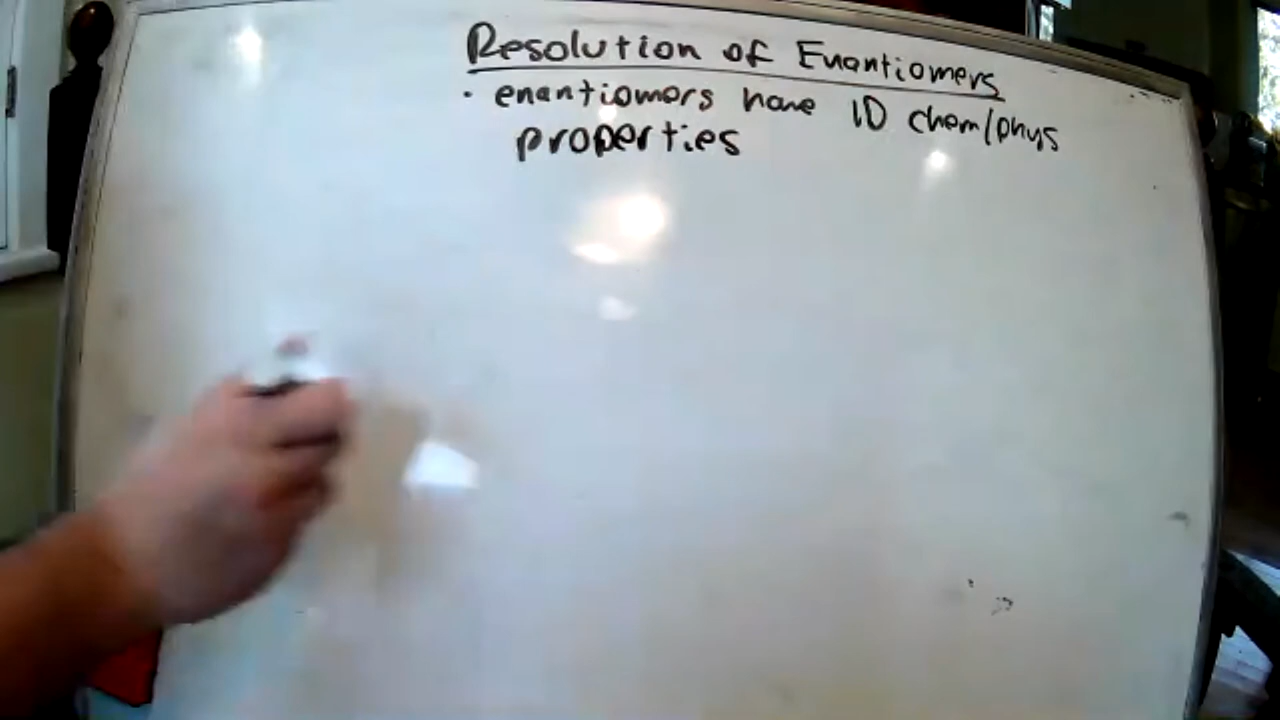 Resolution of Enantiomers
· enantiomers have ID chem/phys
properties